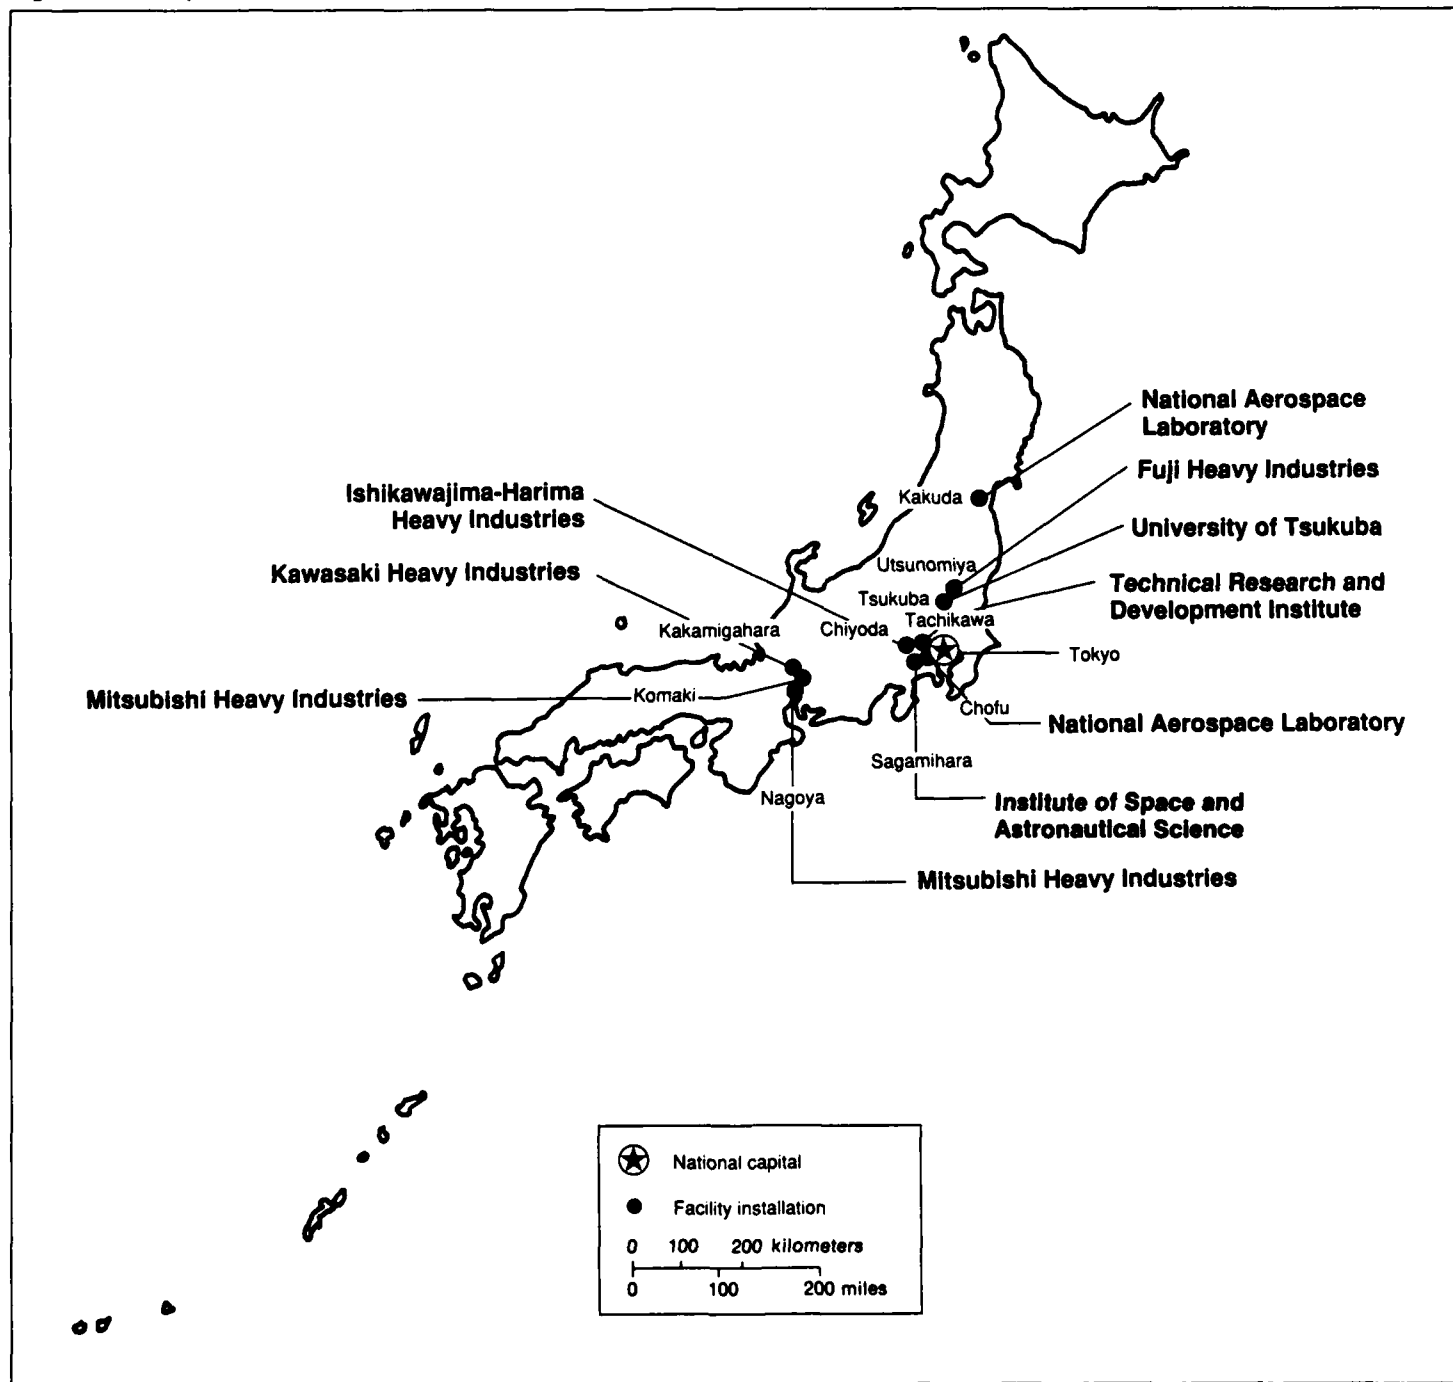 National Aerospace
Laboratory
Fuji Heavy Industries
Ishikawajima-Harima
Heavy Industries
Kakuda
University of Tsukuba
Utsunomiya
Kawasaki Heavy Industries
Technical Research and
Development Institute
Tsukuba
Tachikawa
Kakamigahara
Chiyoda
Tokyo
Mitsubishi Heavy Industries
Komaki
Chofu
National Aerospace Laboratory
Sagamihara
Nagoya
Institute of Space and
Astronautical Science
Mitsubishi Heavy Industries
National capital
Facility installation
0 100 200 kilometers
0 100 200 miles